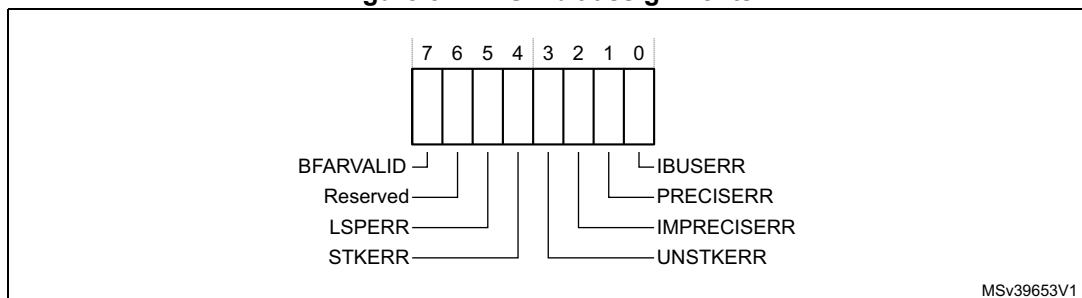 7 6 5 4 3 2 1 0
BFARVALID IBUSERR
Reserved PRECISERR
LSPERR IMPRECISERR
STKERR UNSTKERR
MSv39653V1